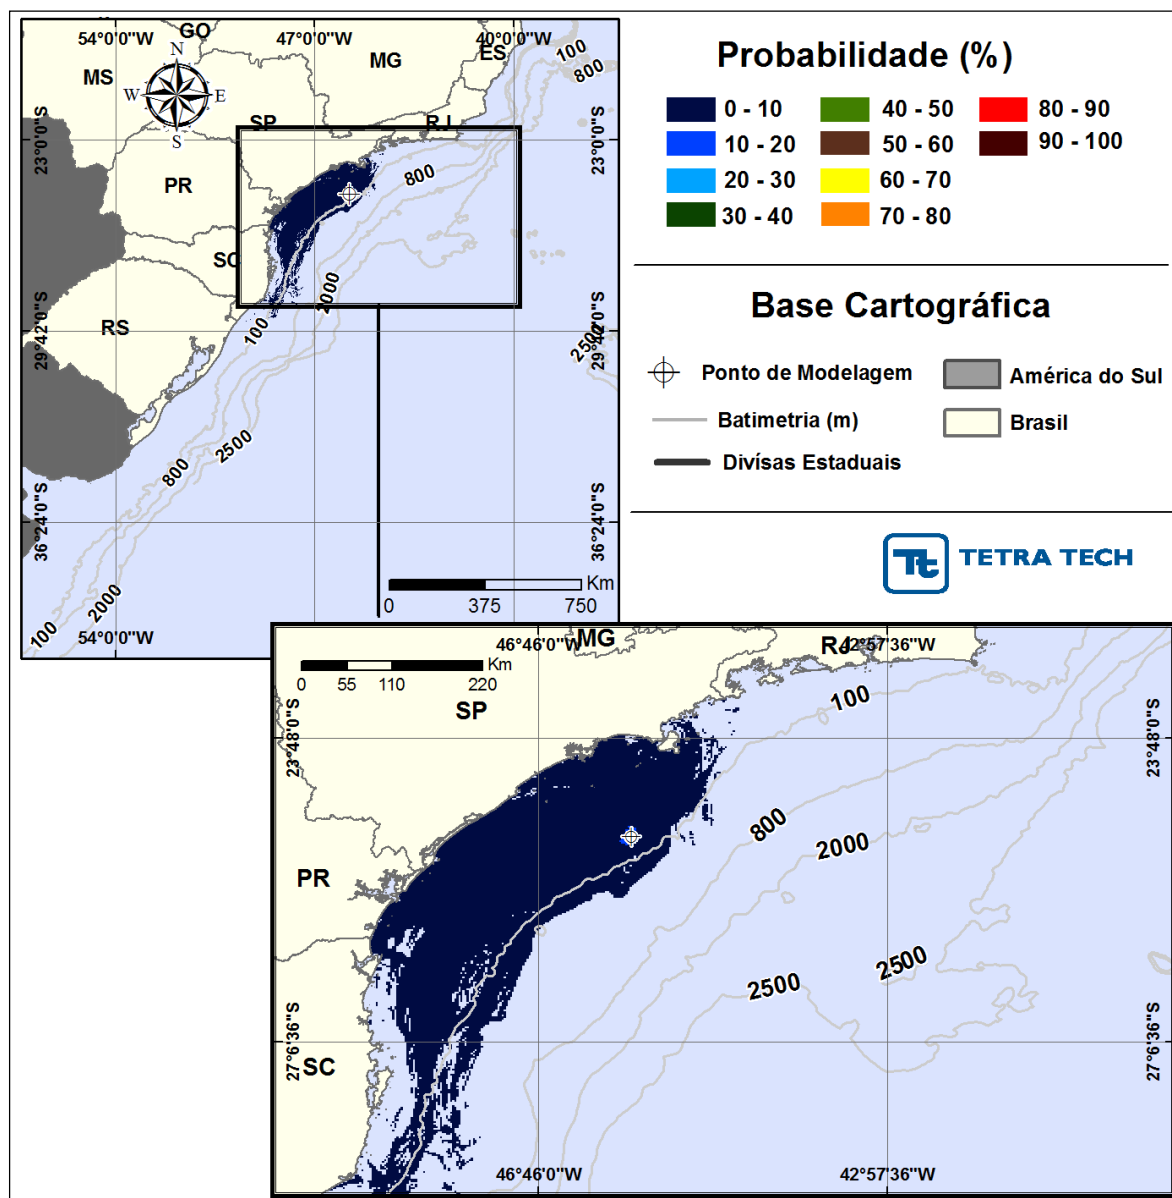 54°0'0"W
47°0'0"W
40°0'0"W
GO
MG
ES
MS
N
W
E
S
SP
RJ
PR
SC
RS
100
800
800
23°0'0"S
23°0'0"S
29°42'0"S
29°42'0"S
36°24'0"S
36°24'0"S
2000
100
2500
2500
800
2000
100
54°0'0"W
Km
0 375 750
Probabilidade (%)
0 - 10
40 - 50
80 - 90
10 - 20
50 - 60
90 - 100
20 - 30
60 - 70
30 - 40
70 - 80
Base Cartográfica
Ponto de Modelagem
América do Sul
Batimetria (m)
Brasil
Divísas Estaduais
Tt TETRA TECH
46°46'0"W
MG
RJ
42°57'36"W
Km
0 55 110 220
SP
100
23°48'0"S
23°48'0"S
800
2000
PR
2500
2500
27°6'36"S
27°6'36"S
SC
46°46'0"W
42°57'36"W